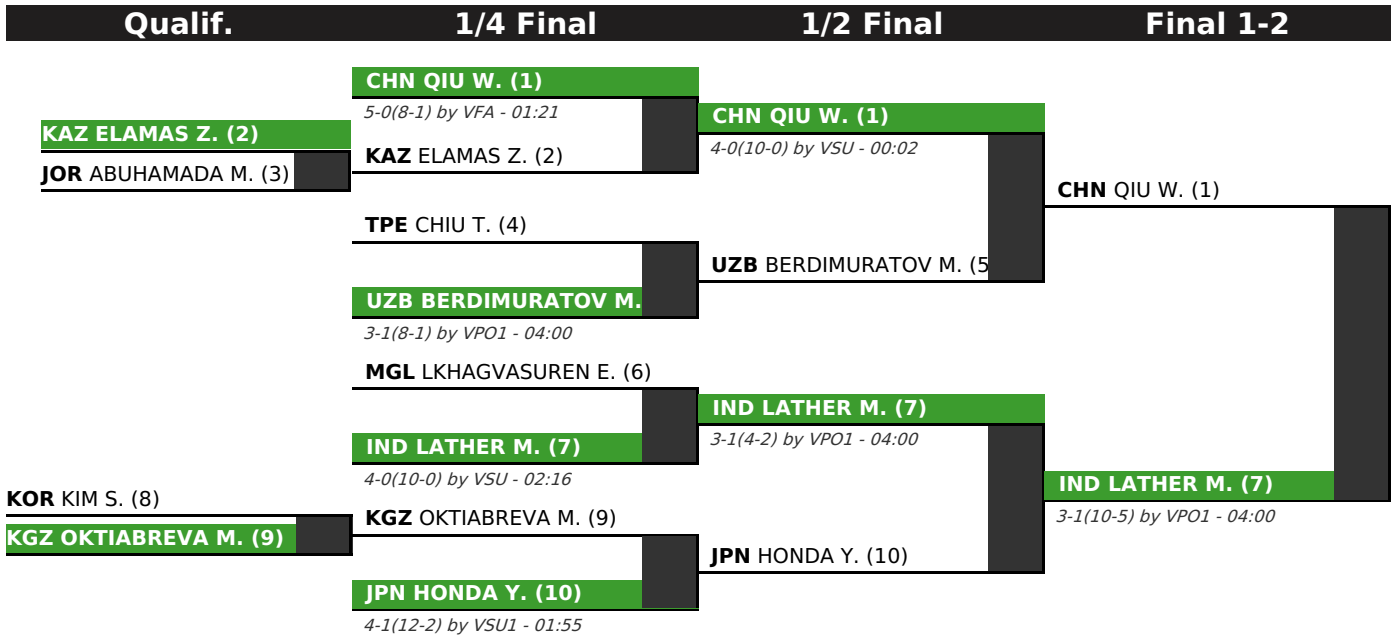 Qualif.
1/4 Final
1/2 Final
Final 1-2
KAZ ELAMAS Z. (2)
JOR ABUHAMADA M. (3)
KOR KIM S. (8)
KGZ OKTIABREVA M. (9)
CHN QIU W. (1)
5-0(8-1) by VFA - 01:21
KAZ ELAMAS Z. (2)
TPE CHIU T. (4)
UZB BERDIMURATOV M.
3-1(8-1) by VPO1 - 04:00
MGL LKHAGVASUREN E. (6)
IND LATHER M. (7)
4-0(10-0) by VSU - 02:16
KGZ OKTIABREVA M. (9)
JPN HONDA Y. (10)
4-1(12-2) by VSU1 - 01:55
CHN QIU W. (1)
4-0(10-0) by VSU - 00:02
UZB BERDIMURATOV M. (5
IND LATHER M. (7)
3-1(4-2) by VPO1 - 04:00
JPN HONDA Y. (10)
CHN QIU W. (1)
IND LATHER M. (7)
3-1(10-5) by VPO1 - 04:00